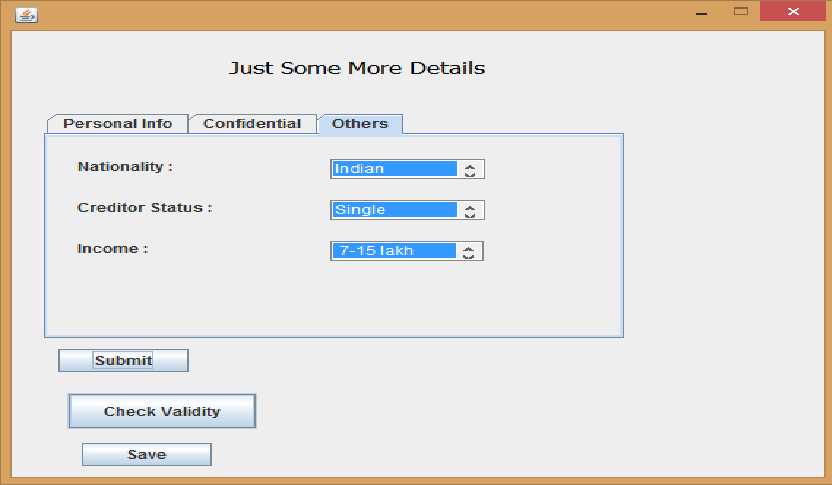 Just Some More Details
Personal Info Confidential Others
Nationality : Indian
Creditor Status : Single
Income : 7-15 lakh
Submit
Check Validity
Save